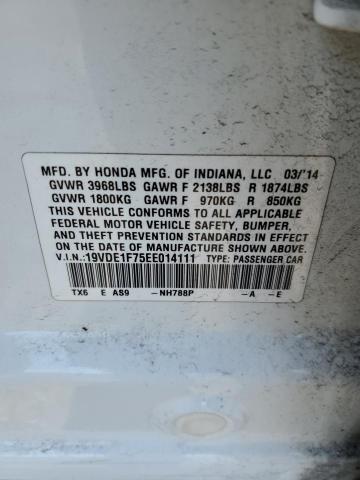 MFD. BY HONDA MFG. OF INDIANA, LLC 03/'14
GVWR 3968LBS GAWR F 2138LBS R 1874LBS
GVWR 1800KG GAWR F 970KG R 850KG
THIS VEHICLE CONFORMS TO ALL APPLICABLE
FEDERAL MOTOR VEHICLE SAFETY, BUMPER,
AND THEFT PREVENTION STANDARDS IN EFFECT
ON THE DATE OF MANUFACTURE SHOWN ABOVE.
V.I.N.:19VDE1F75EE014111 TYPE: PASSENGER CAR
TX6 E AS9 -NH788P -A -E